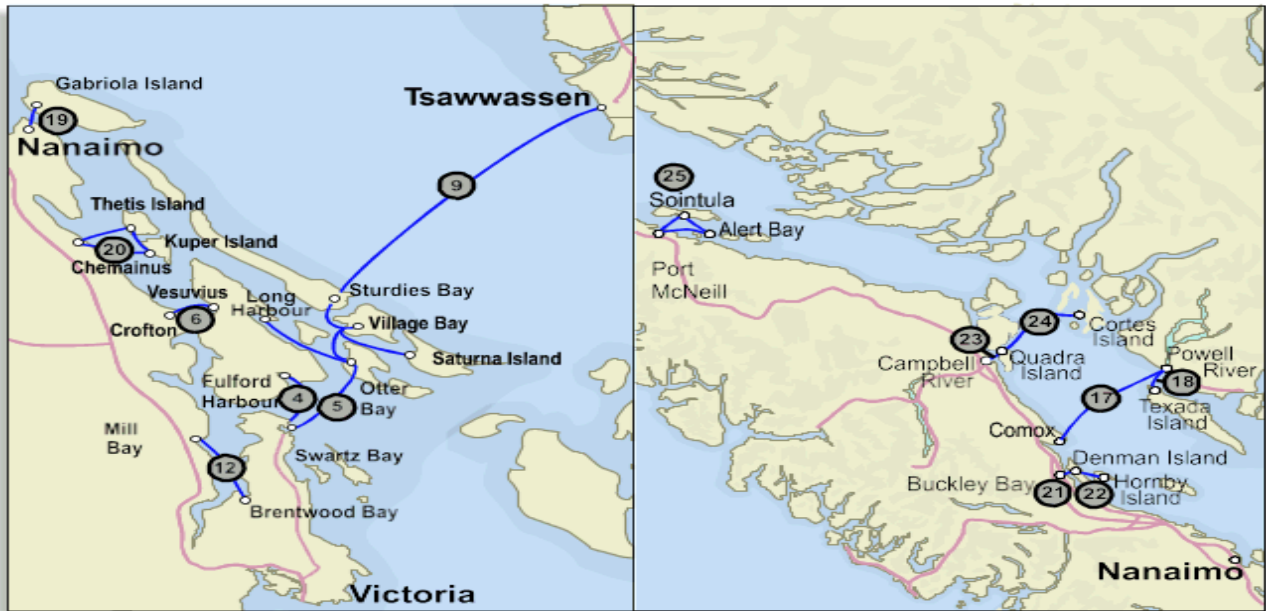 Gabriola Island
19
Nanaimo
Tsawwassen
9
Thetis Island
Kuper Island
20
Chemainus
Vesuvius
Long
Harbour
6
Crofton
Sturdies Bay
Village Bay
Saturna Island
Fulford
Harbour
4
5
Otter
Bay
Mill
Bay
Swartz Bay
12
Brentwood Bay
Victoria
25
Sointula
Alert Bay
Port
McNeill
24
Cortes
Island
23
Campbell
River
Quadra
Island
Powell
River
18
17
Texada
Island
Comox
Denman Island
Buckley Bay
Hornby
Island
21
22
Nanaimo